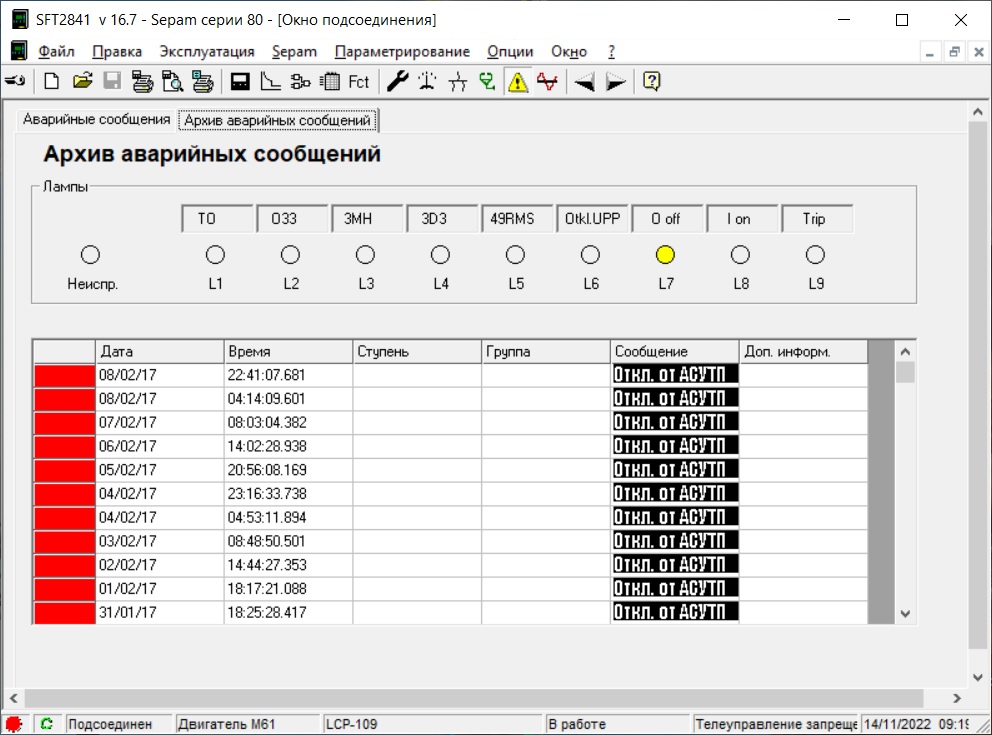 SFT2841 v 16.7 - Sepam серии 80 - [Окно подсоединения]
Файл Правка Эксплуатация Sepam Параметрирование Опции Окно ?
Fct
Аварийные сообщения Архив аварийных сообщений
Архив аварийных сообщений
Лампы
ТО ОЗЗ ЗМН ЗDЗ 49RMS Otkl.UPP O off I on Trip
Неиспр. L1 L2 L3 L4 L5 L6 L7 L8 L9
Дата Время Ступень Группа Сообщение Доп. информ.
08/02/17 22:41:07.681 Откл. от АСУТП
08/02/17 04:14:09.601 Откл. от АСУТП
07/02/17 08:03:04.382 Откл. от АСУТП
06/02/17 14:02:28.938 Откл. от АСУТП
05/02/17 20:56:08.169 Откл. от АСУТП
04/02/17 23:16:33.738 Откл. от АСУТП
04/02/17 04:53:11.894 Откл. от АСУТП
03/02/17 08:48:50.501 Откл. от АСУТП
02/02/17 14:44:27.353 Откл. от АСУТП
01/02/17 18:17:21.088 Откл. от АСУТП
31/01/17 18:25:28.417 Откл. от АСУТП
Подсоединен Двигатель М61 LCP-109 В работе Телеуправление запреще 14/11/2022 09:19